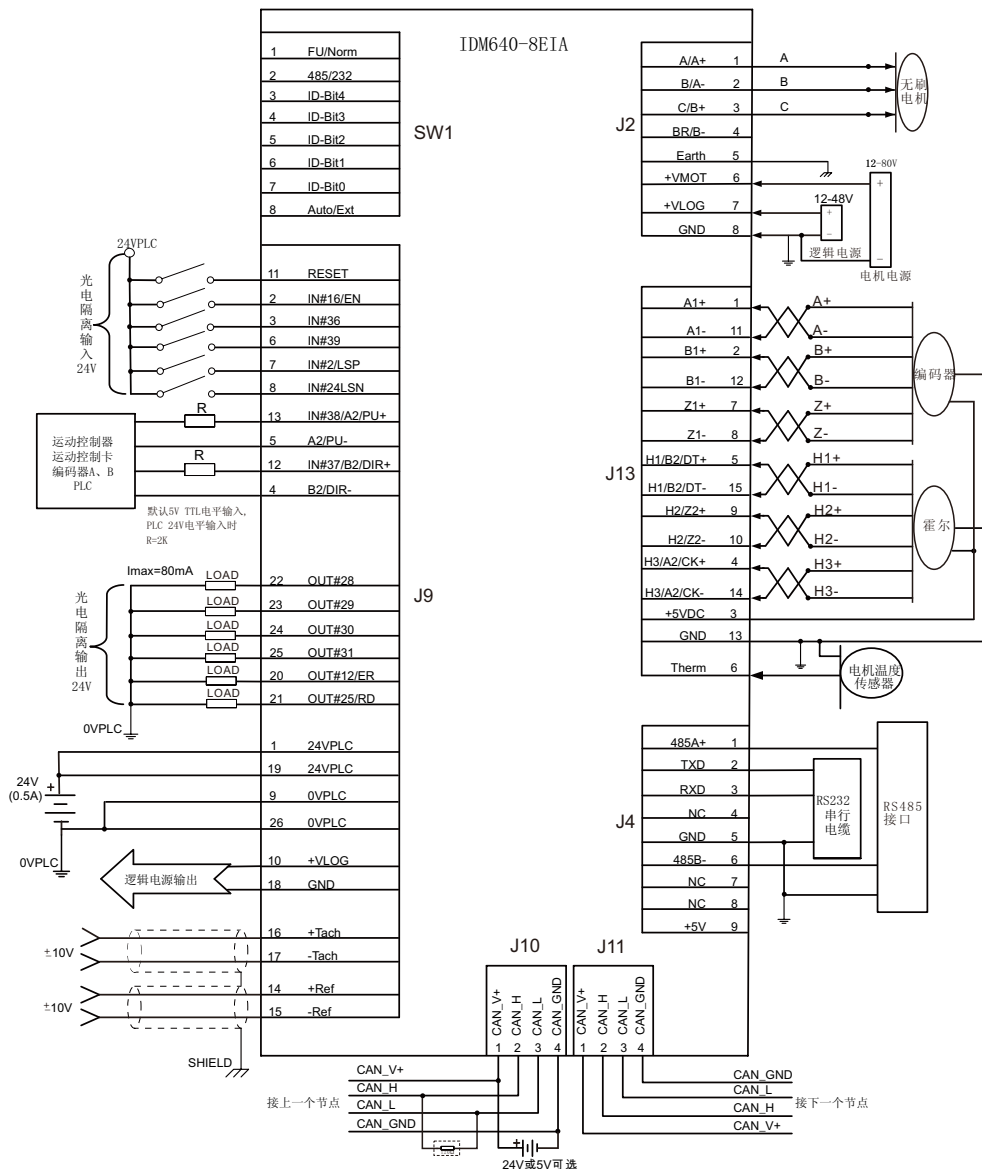 IDM640-8EIA
1 FU/Norm
2 485/232
3 ID-Bit4
4 ID-Bit3
5 ID-Bit2
6 ID-Bit1
7 ID-Bit0
8 Auto/Ext
SW1
24VPLC
光电隔离输入24V
11 RESET
2 IN#16/EN
3 IN#36
6 IN#39
7 IN#2/LSP
8 IN#24LSN
R
13 IN#38/A2/PU+
5 A2/PU-
R
12 IN#37/B2/DIR+
4 B2/DIR-
运动控制器
运动控制卡
编码器A、B
PLC
默认5V TTL电平输入,
PLC 24V电平输入时
R=2K
J9
Imax=80mA
光电隔离输出24V
LOAD 22 OUT#28
LOAD 23 OUT#29
LOAD 24 OUT#30
LOAD 25 OUT#31
LOAD 20 OUT#12/ER
LOAD 21 OUT#25/RD
0VPLC
1 24VPLC
19 24VPLC
9 0VPLC
26 0VPLC
24V
(0.5A)
+
0VPLC
10 +VLOG
18 GND
逻辑电源输出
16 +Tach
17 -Tach
±10V
14 +Ref
15 -Ref
±10V
SHIELD
J2
A/A+ 1 A
B/A- 2 B
C/B+ 3 C
BR/B- 4
Earth 5
+VMOT 6
+VLOG 7
GND 8
无刷
电机
12-80V
+
-
12-48V
+
-
逻辑电源
电机电源
J13
A1+ 1 A+
A1- 11 A-
B1+ 2 B+
B1- 12 B-
Z1+ 7 Z+
Z1- 8 Z-
H1/B2/DT+ 5 H1+
H1/B2/DT- 15 H1-
H2/Z2+ 9 H2+
H2/Z2- 10 H2-
H3/A2/CK+ 4 H3+
H3/A2/CK- 14 H3-
+5VDC 3
GND 13
Therm 6
编码器
霍尔
电机温度
传感器
J4
485A+ 1
TXD 2
RXD 3
NC 4
GND 5
485B- 6
NC 7
NC 8
+5V 9
RS232
串行
电缆
RS485
接口
J10
CAN_V+ CAN_H CAN_L CAN_GND
1 2 3 4
J11
CAN_V+ CAN_H CAN_L CAN_GND
1 2 3 4
CAN_V+
CAN_H
CAN_L
CAN_GND
接上一个节点
+
24V或5V可选
CAN_GND
CAN_L
CAN_H
CAN_V+
接下一个节点